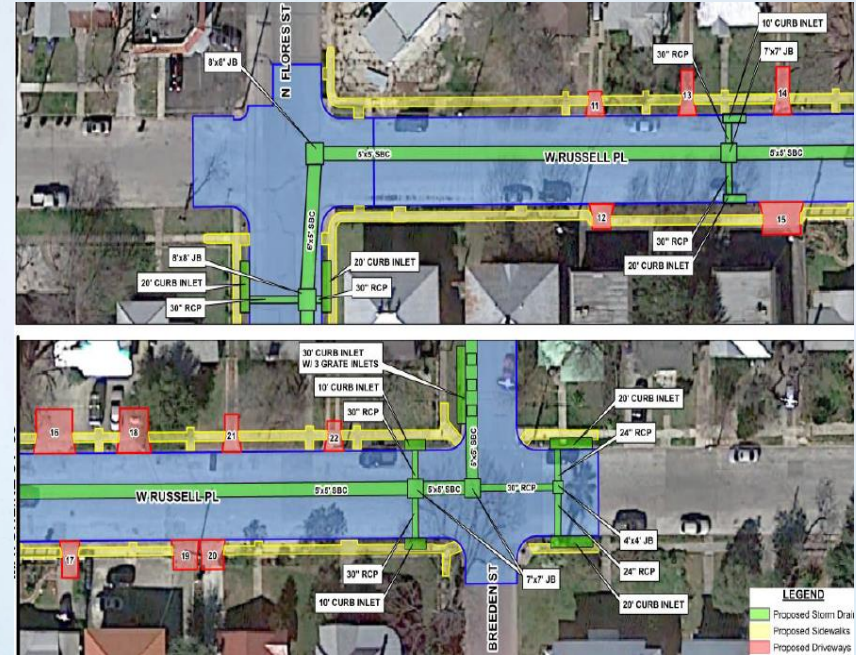 N FLORES ST
8'x8' JB
10' CURB INLET
30" RCP
7'x7' JB
11
13
14
5'x5' SBC
W RUSSELL PL
5'x5' SBC
6'x5' SBC
12
15
8'x8' JB
20' CURB INLET
30" RCP
20' CURB INLET
30" RCP
30" RCP
20' CURB INLET
30' CURB INLET
W/ 3 GRATE INLETS
10' CURB INLET
30" RCP
20' CURB INLET
24" RCP
16
18
21
22
5'x5' SBC
W RUSSELL PL
5'x5' SBC
5'x5' SBC
30" RCP
17
19
20
30" RCP
10' CURB INLET
7'x7' JB
4'x4' JB
24" RCP
20' CURB INLET
BREEDEN ST
LEGEND
Proposed Storm Drai
Proposed Sidewalks
Proposed Driveways